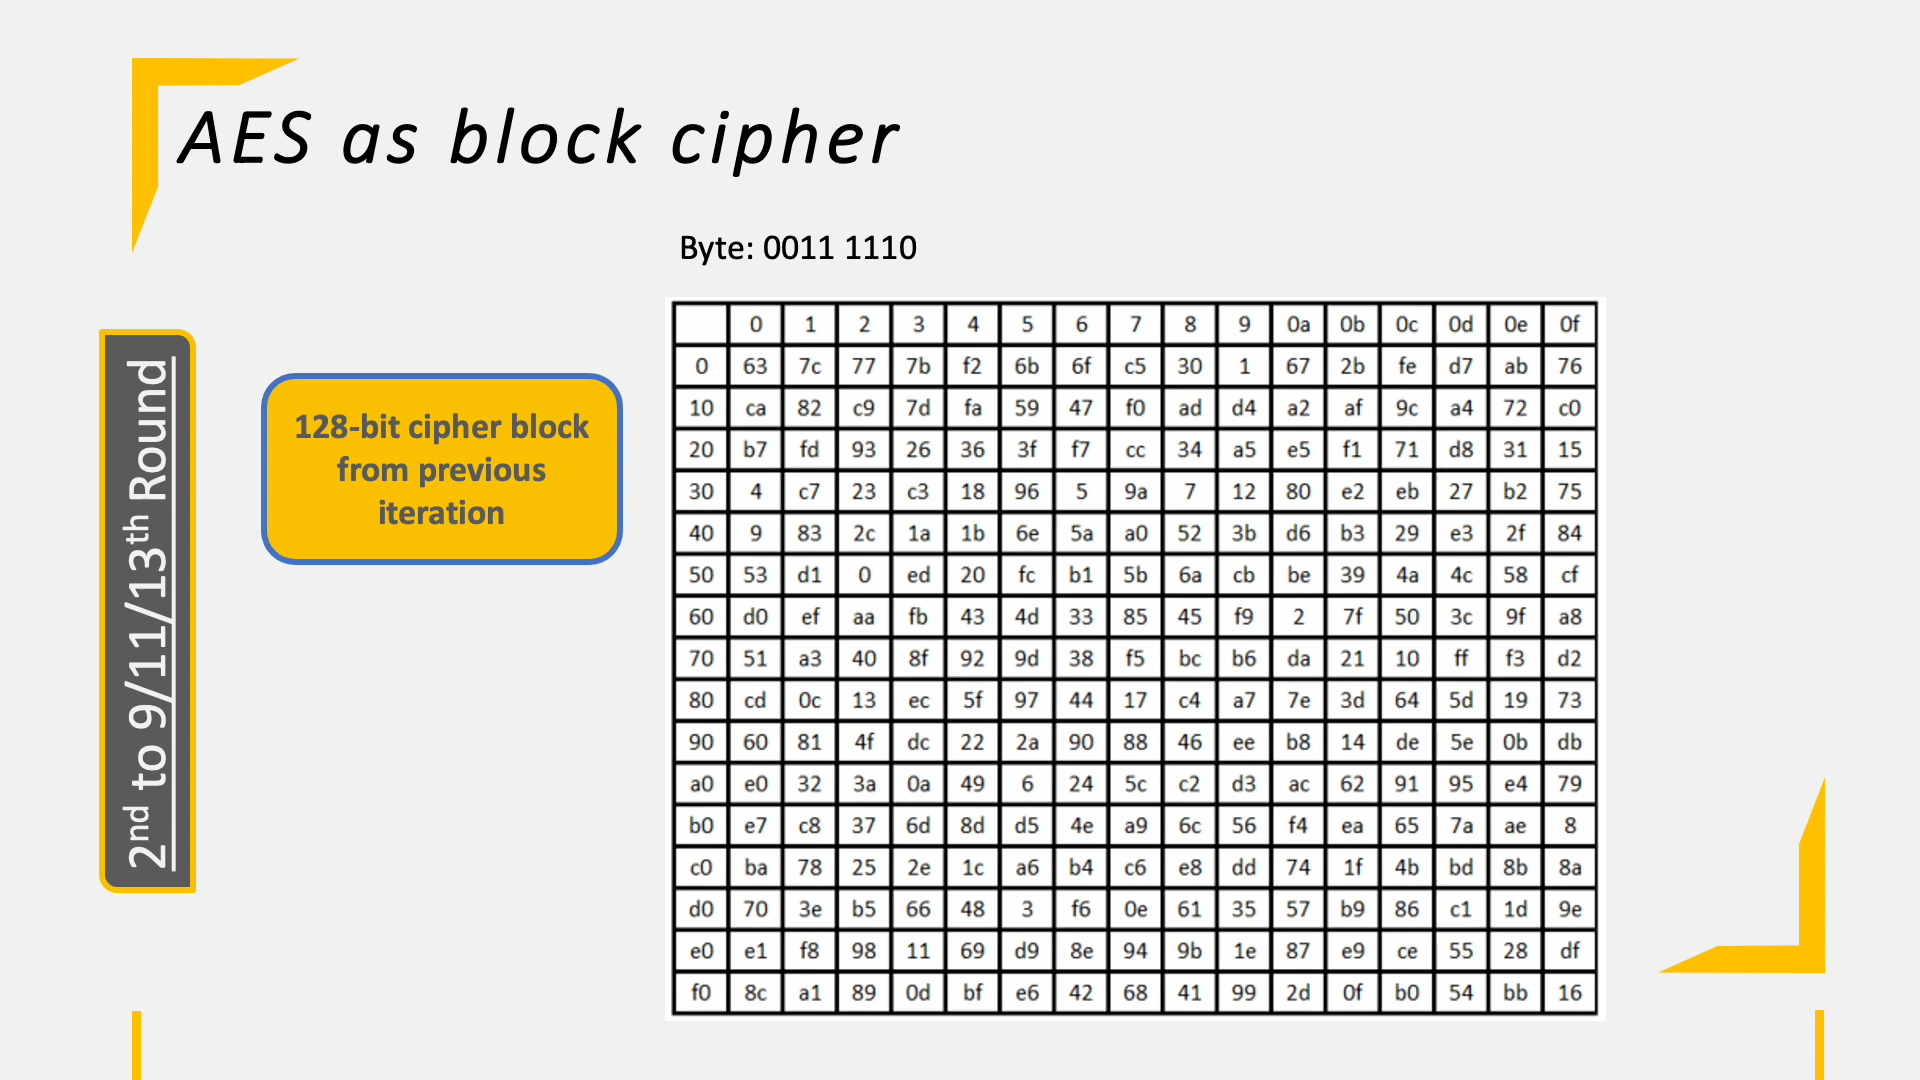 AES as block cipher
Byte: 0011 1110
2nd to 9/11/13th Round
128-bit cipher block
from previous
iteration
0 1 2 3 4 5 6 7 8 9 0a 0b 0c 0d 0e 0f
0 63 7c 77 7b f2 6b 6f c5 30 1 67 2b fe d7 ab 76
10 ca 82 c9 7d fa 59 47 f0 ad d4 a2 af 9c a4 72 c0
20 b7 fd 93 26 36 3f f7 cc 34 a5 e5 f1 71 d8 31 15
30 4 c7 23 c3 18 96 5 9a 7 12 80 e2 eb 27 b2 75
40 9 83 2c 1a 1b 6e 5a a0 52 3b d6 b3 29 e3 2f 84
50 53 d1 0 ed 20 fc b1 5b 6a cb be 39 4a 4c 58 cf
60 d0 ef aa fb 43 4d 33 85 45 f9 2 7f 50 3c 9f a8
70 51 a3 40 8f 92 9d 38 f5 bc b6 da 21 10 ff f3 d2
80 cd 0c 13 ec 5f 97 44 17 c4 a7 7e 3d 64 5d 19 73
90 60 81 4f dc 22 2a 90 88 46 ee b8 14 de 5e 0b db
a0 e0 32 3a 0a 49 6 24 5c c2 d3 ac 62 91 95 e4 79
b0 e7 c8 37 6d 8d d5 4e a9 6c 56 f4 ea 65 7a ae 8
c0 ba 78 25 2e 1c a6 b4 c6 e8 dd 74 1f 4b bd 8b 8a
d0 70 3e b5 66 48 3 f6 0e 61 35 57 b9 86 c1 1d 9e
e0 e1 f8 98 11 69 d9 8e 94 9b 1e 87 e9 ce 55 28 df
f0 8c a1 89 0d bf e6 42 68 41 99 2d 0f b0 54 bb 16